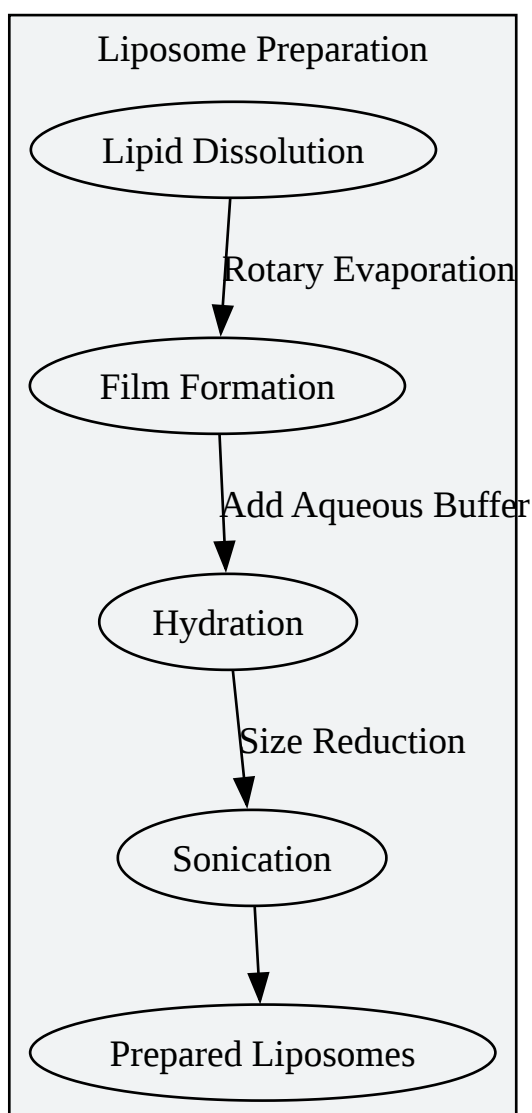 Liposome Preparation
Lipid Dissolution
Rotary Evaporation
Film Formation
Add Aqueous Buffer
Hydration
Size Reduction
Sonication
Prepared Liposomes